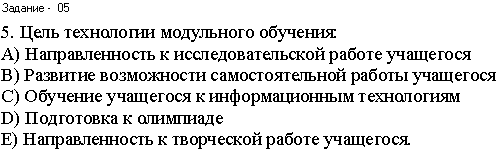 Задание - 05
5. Цель технологии модульного обучения:
А) Направленность к исследовательской работе учащегося
В) Развитие возможности самостоятельной работы учащегося
С) Обучение учащегося к информационным технологиям
D) Подготовка к олимпиаде
Е) Направленность к творческой работе учащегося.